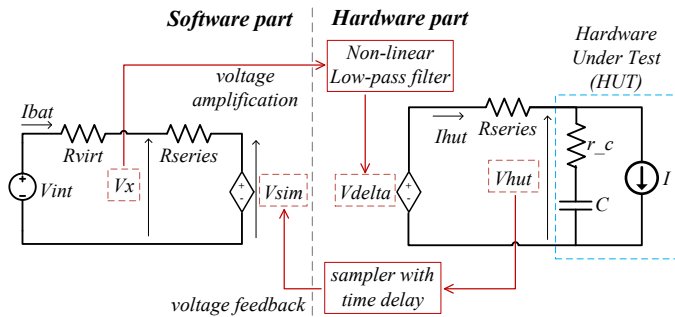 Software part
Hardware part
Hardware
Under Test
(HUT)
Non-linear
Low-pass filter
voltage
amplification
Ibat
Rvirt
Rseries
Ihut
Rseries
r_c
Vint
+
-
Vx
+
-
Vsim
Vdelta
+
-
Vhut
C
I
sampler with
time delay
voltage feedback